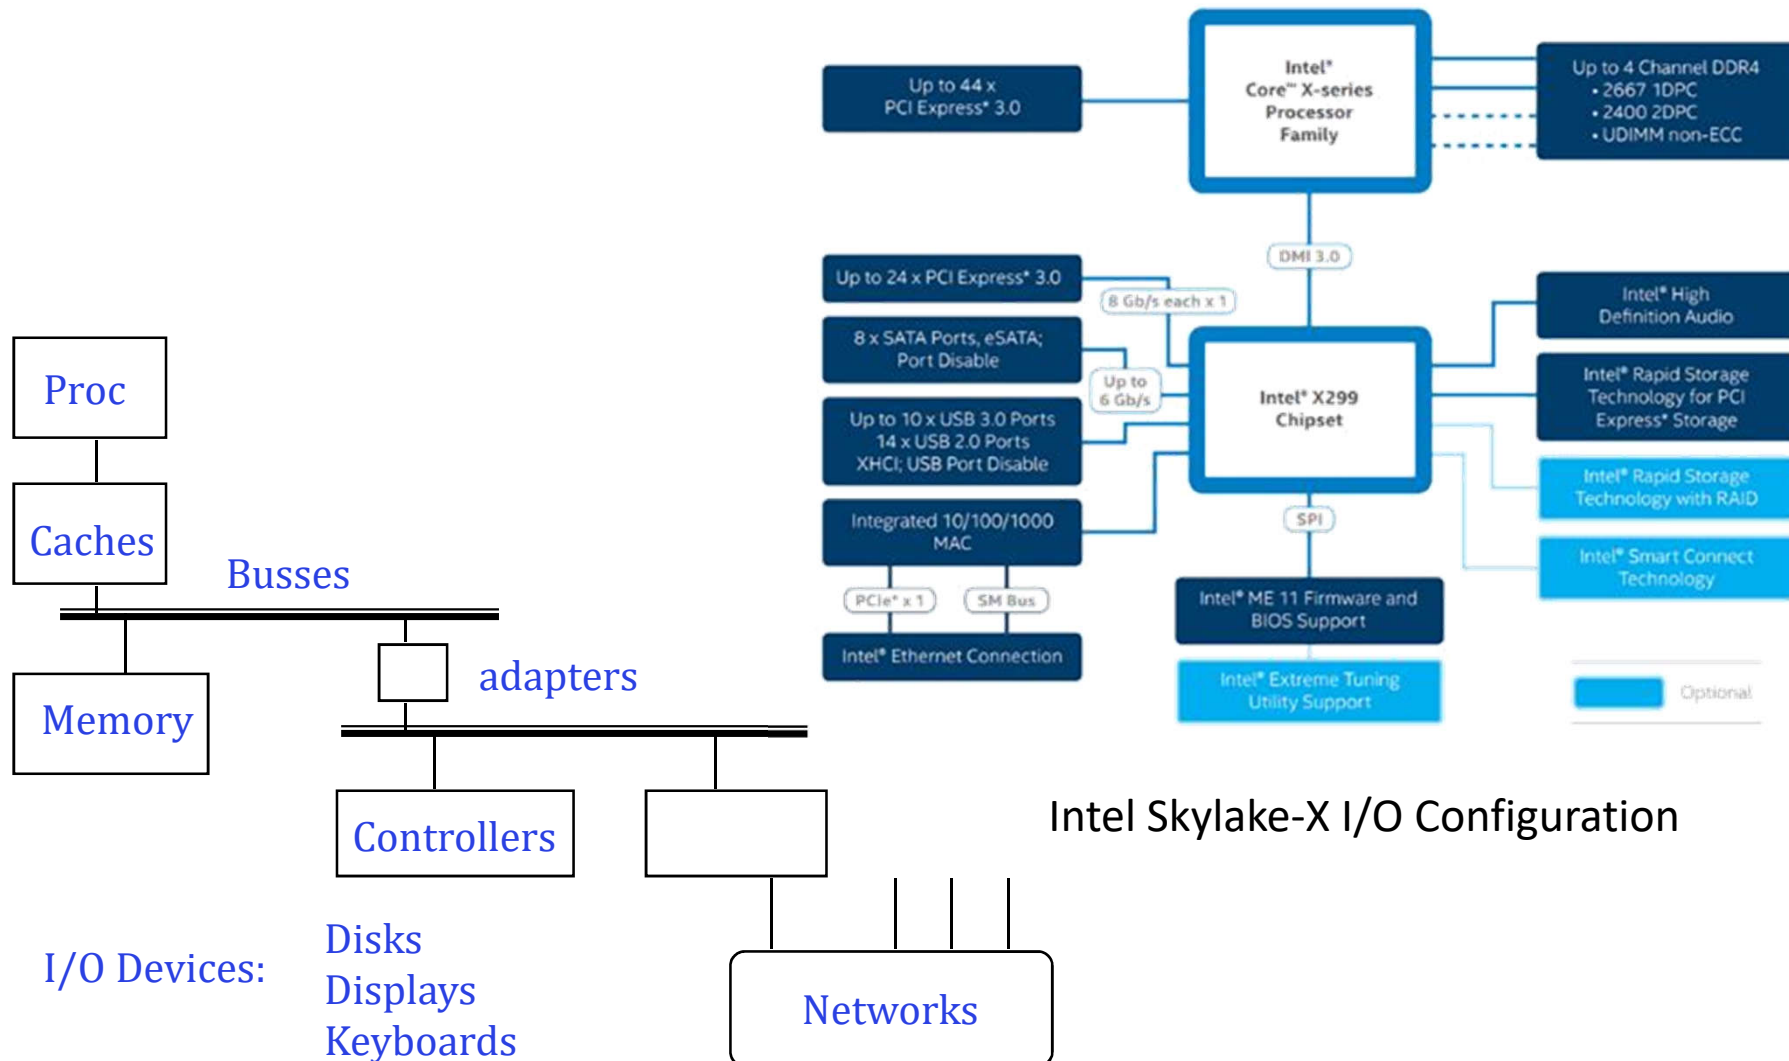 Proc
Caches
Busses
Memory
adapters
Controllers
I/O Devices:
Disks
Displays
Keyboards
Networks
Up to 44 x
PCI Express* 3.0
Intel®
Core™ X-series
Processor
Family
Up to 4 Channel DDR4
• 2667 1DPC
• 2400 2DPC
• UDIMM non-ECC
DMI 3.0
Up to 24 x PCI Express* 3.0
8 Gb/s each x 1
8 x SATA Ports, eSATA;
Port Disable
Up to
6 Gb/s
Up to 10 x USB 3.0 Ports
14 x USB 2.0 Ports
XHCI; USB Port Disable
Integrated 10/100/1000
MAC
PCIe* x 1
SM Bus
Intel® Ethernet Connection
Intel® X299
Chipset
SPI
Intel® ME 11 Firmware and
BIOS Support
Intel® Extreme Tuning
Utility Support
Intel® High
Definition Audio
Intel® Rapid Storage
Technology for PCI
Express* Storage
Intel® Rapid Storage
Technology with RAID
Intel® Smart Connect
Technology
Optional
Intel Skylake-X I/O Configuration